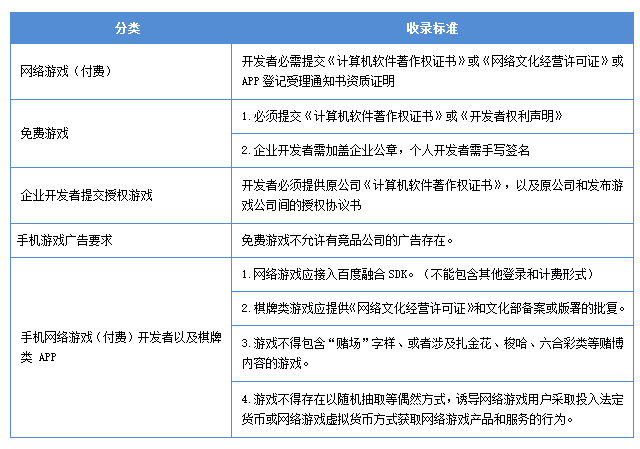 分类
收录标准
网络游戏（付费）
开发者必需提交《计算机软件著作权证书》或《网络文化经营许可证》或
APP 登记受理通知书资质证明
免费游戏
1.必须提交《计算机软件著作权证书》或《开发者权利声明》
2.企业开发者需加盖企业公章，个人开发者需手写签名
企业开发者提交授权游戏
开发者必须提供原公司《计算机软件著作权证书》，以及原公司和发布游
戏公司间的授权协议书
手机游戏广告要求
免费游戏不允许有竞品公司的广告存在。
手机网络游戏（付费）开发者以及棋牌
类 APP
1.网络游戏应接入百度融合 SDK。（不能包含其他登录和计费形式）
2.棋牌类游戏应提供《网络文化经营许可证》和文化部备案或版署的批复。
3.游戏不得包含“赌场”字样、或者涉及扎金花、梭哈、六合彩类等赌博
内容的游戏。
4.游戏不得存在以随机抽取等偶然方式，诱导网络游戏用户采取投入法定
货币或网络游戏虚拟货币方式获取网络游戏产品和服务的行为。